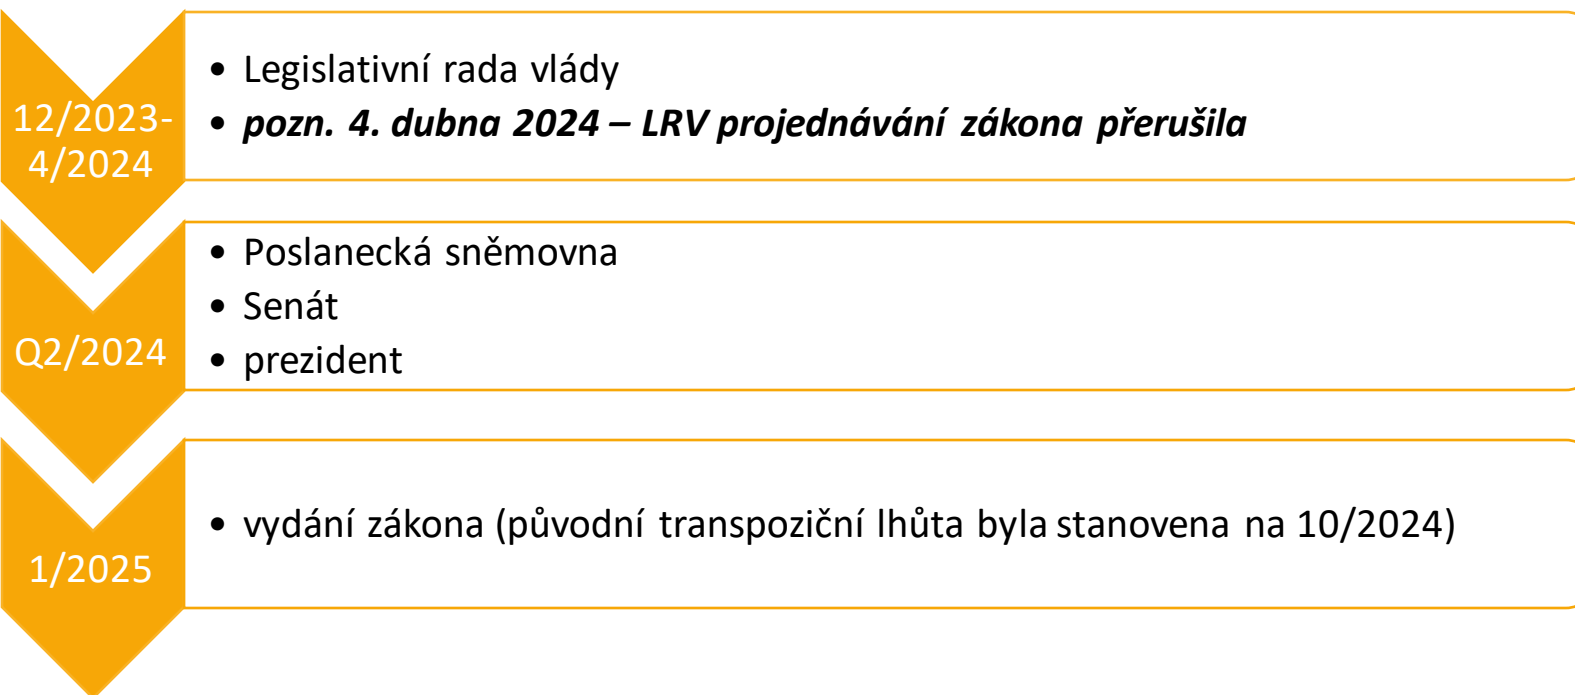 12/2023-
4/2024
• Legislativní rada vlády
• pozn. 4. dubna 2024 – LRV projednávání zákona přerušila
Q2/2024
• Poslanecká sněmovna
• Senát
• prezident
1/2025
• vydání zákona (původní transpoziční lhůta byla stanovena na 10/2024)